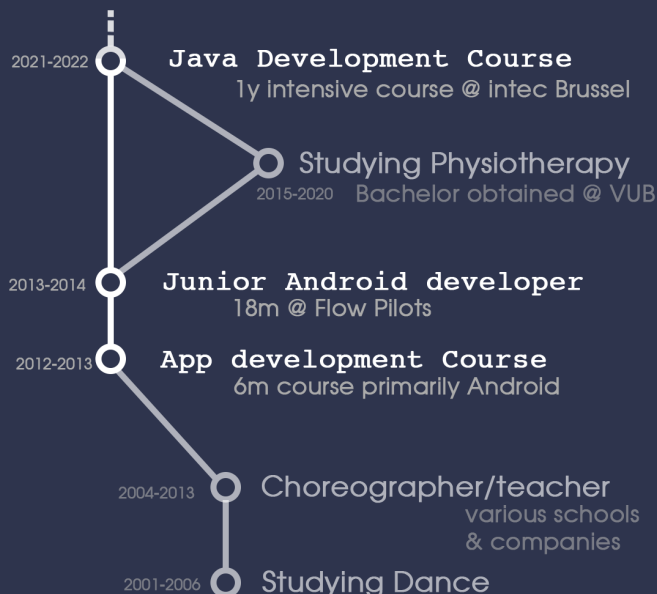 2021-2022 Java Development Course
1y intensive course @ intec Brussel
Studying Physiotherapy
2015-2020 Bachelor obtained @ VUB
2013-2014 Junior Android developer
18m @ Flow Pilots
2012-2013 App development Course
6m course primarily Android
2004-2013 Choreographer/teacher
various schools
& companies
2001-2006 Studying Dance